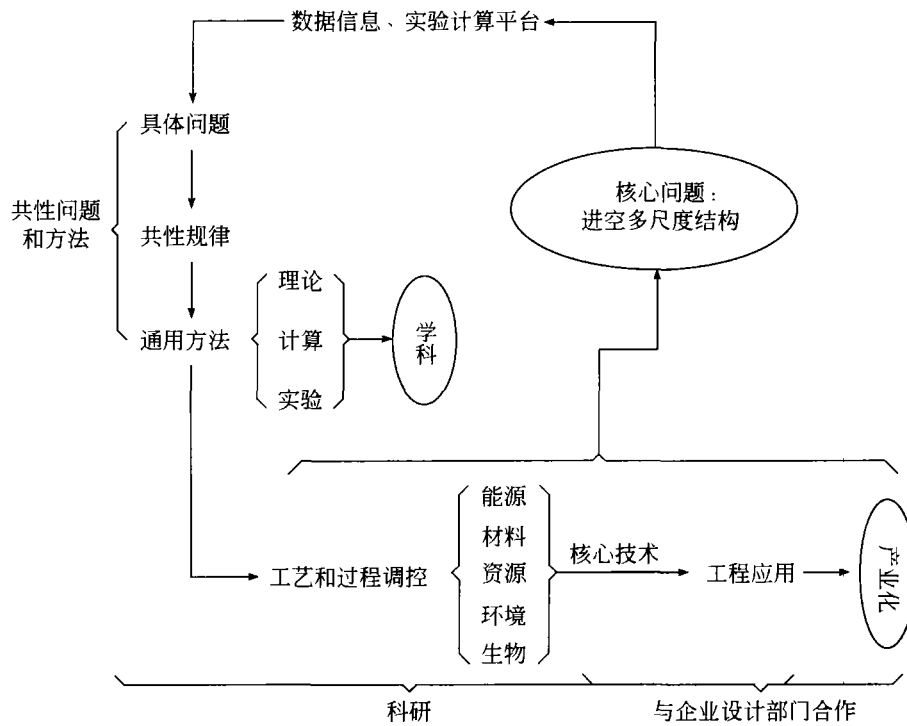 数据信息、实验计算平台
具体问题
核心问题：
进空多尺度结构
共性问题
和方法
共性规律
理论
通用方法
计算
学科
实验
能源
材料
核心技术
工艺和过程调控
资源
工程应用
产业化
环境
生物
科研
与企业设计部门合作